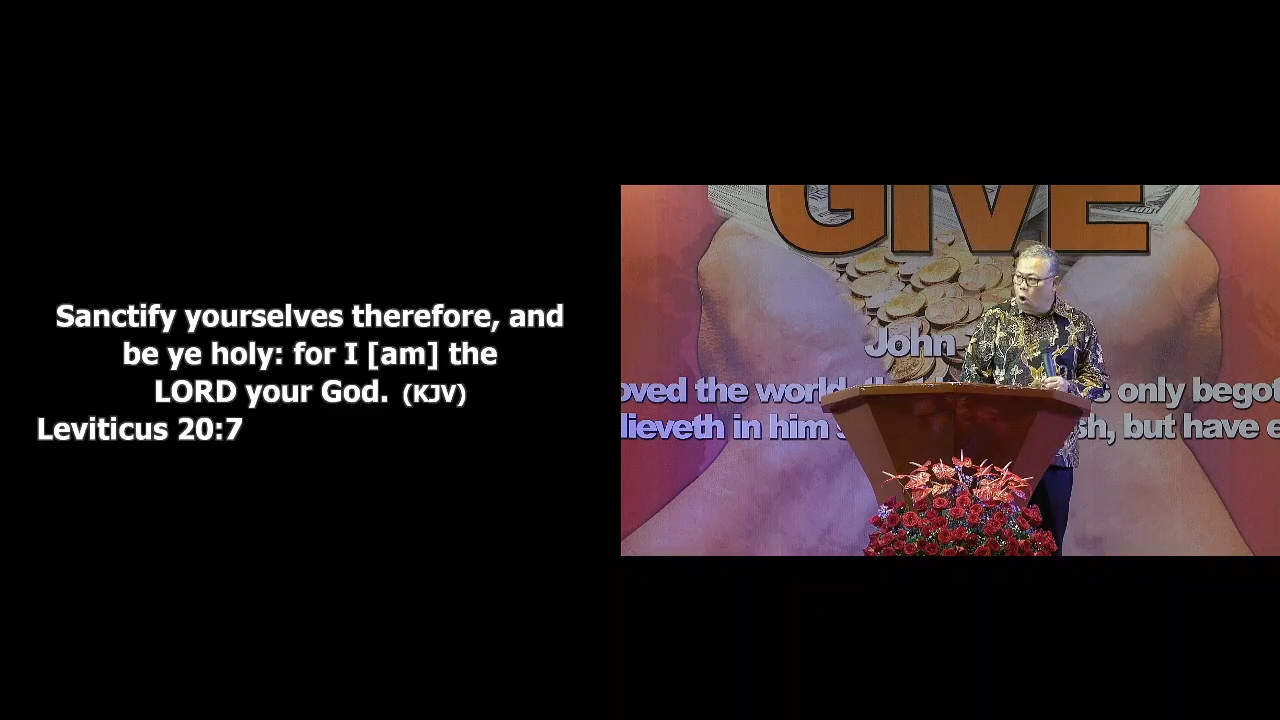 Sanctify yourselves therefore, and
be ye holy: for I [am] the
LORD your God. (KJV)
Leviticus 20:7
GIVE
John
oved the world s only begot
lieveth in him sh, but have e